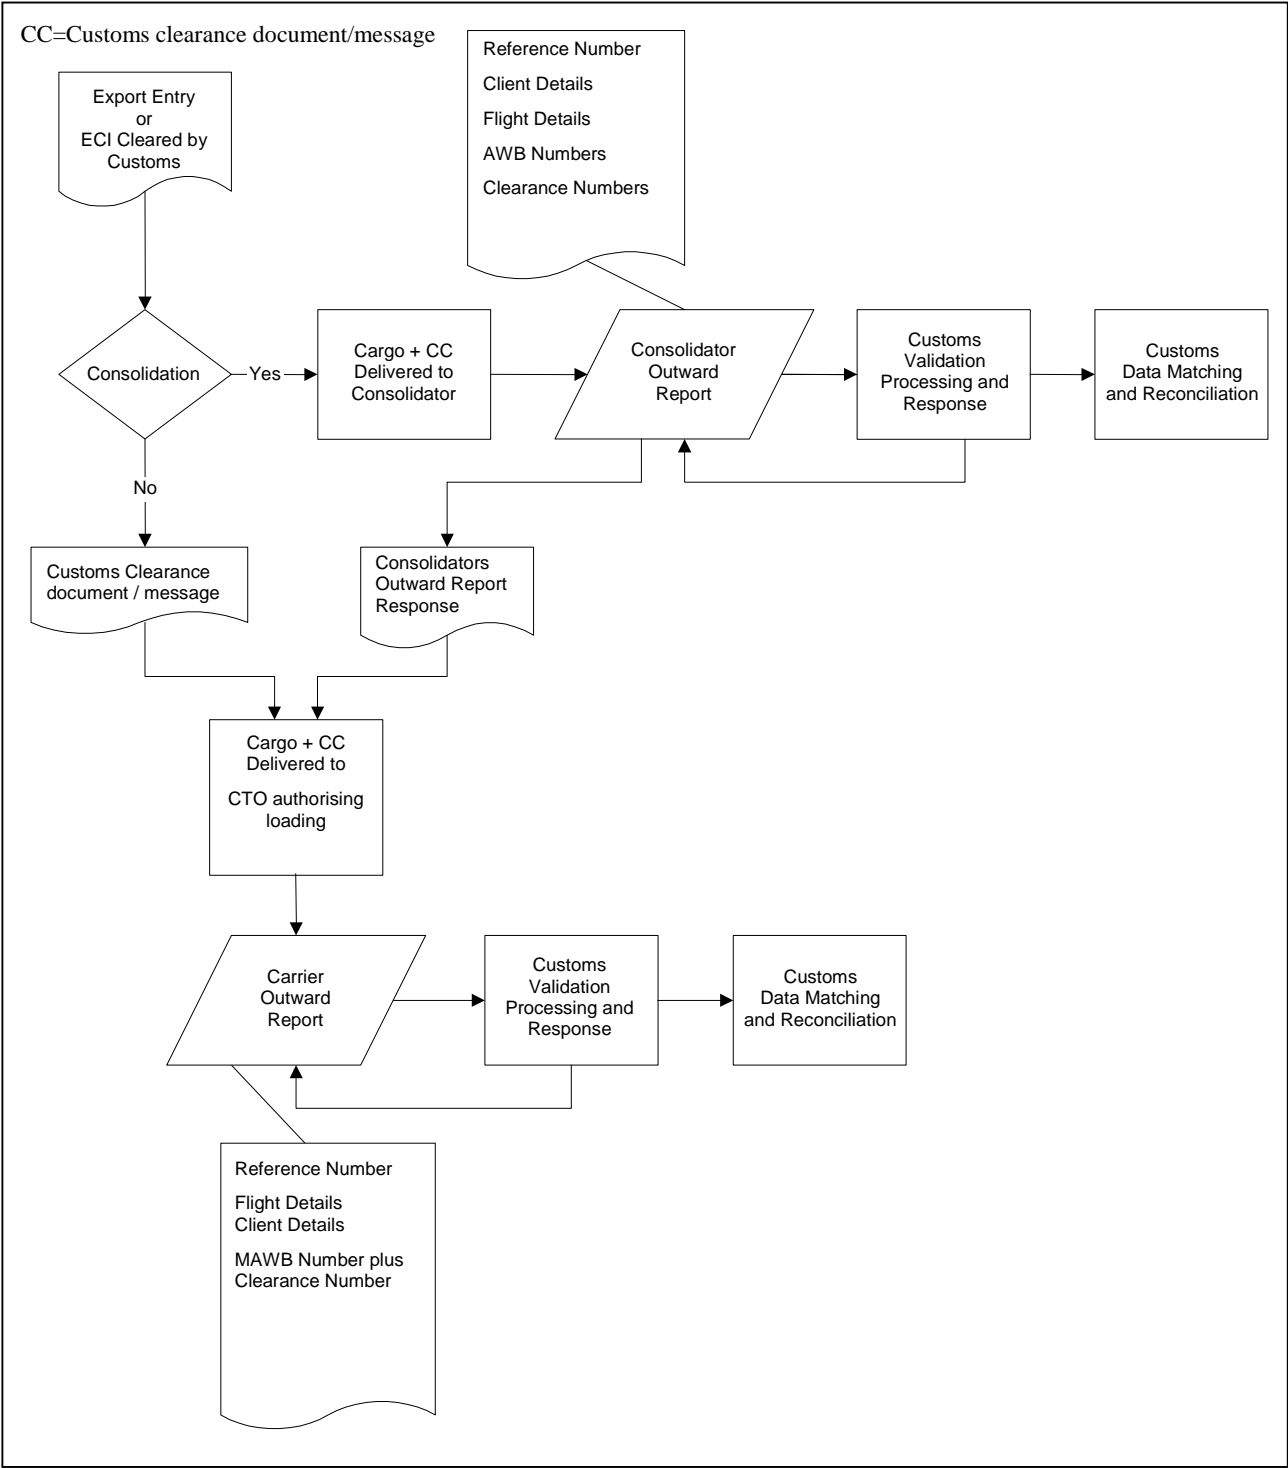 CC=Customs clearance document/message
Reference Number
Client Details
Flight Details
AWB Numbers
Clearance Numbers
Export Entry
or
ECI Cleared by
Customs
Consolidation
Yes
Cargo + CC
Delivered to
Consolidator
Consolidator
Outward
Report
Customs
Validation
Processing and
Response
Customs
Data Matching
and Reconciliation
No
Customs Clearance
document / message
Consolidators
Outward Report
Response
Cargo + CC
Delivered to
CTO authorising
loading
Carrier
Outward
Report
Customs
Validation
Processing and
Response
Customs
Data Matching
and Reconciliation
Reference Number
Flight Details
Client Details
MAWB Number plus
Clearance Number